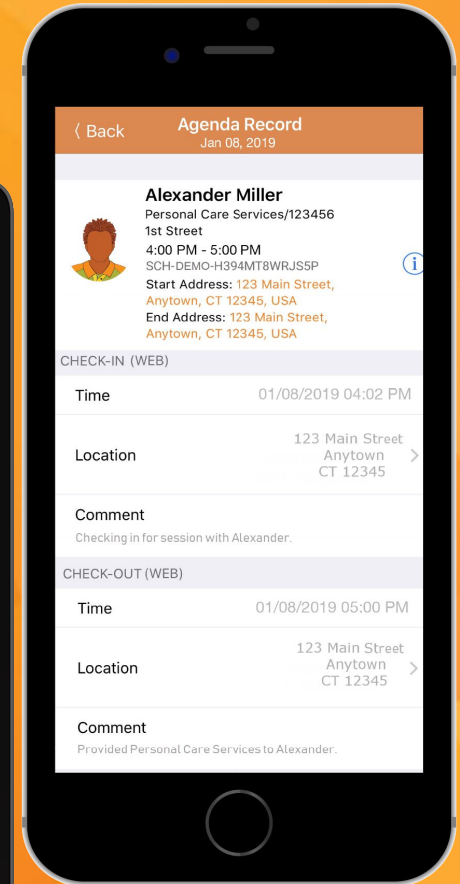 〈 Back
Agenda Record
Jan 08, 2019
Alexander Miller
Personal Care Services/123456
1st Street
4:00 PM - 5:00 PM
SCH-DEMO-H394MT8WRJS5P
Start Address: 123 Main Street,
Anytown, CT 12345, USA
End Address: 123 Main Street,
Anytown, CT 12345, USA
i
CHECK-IN (WEB)
Time 01/08/2019 04:02 PM
Location
123 Main Street
Anytown
CT 12345
Comment
Checking in for session with Alexander.
CHECK-OUT (WEB)
Time 01/08/2019 05:00 PM
Location
123 Main Street
Anytown
CT 12345
Comment
Provided Personal Care Services to Alexander.